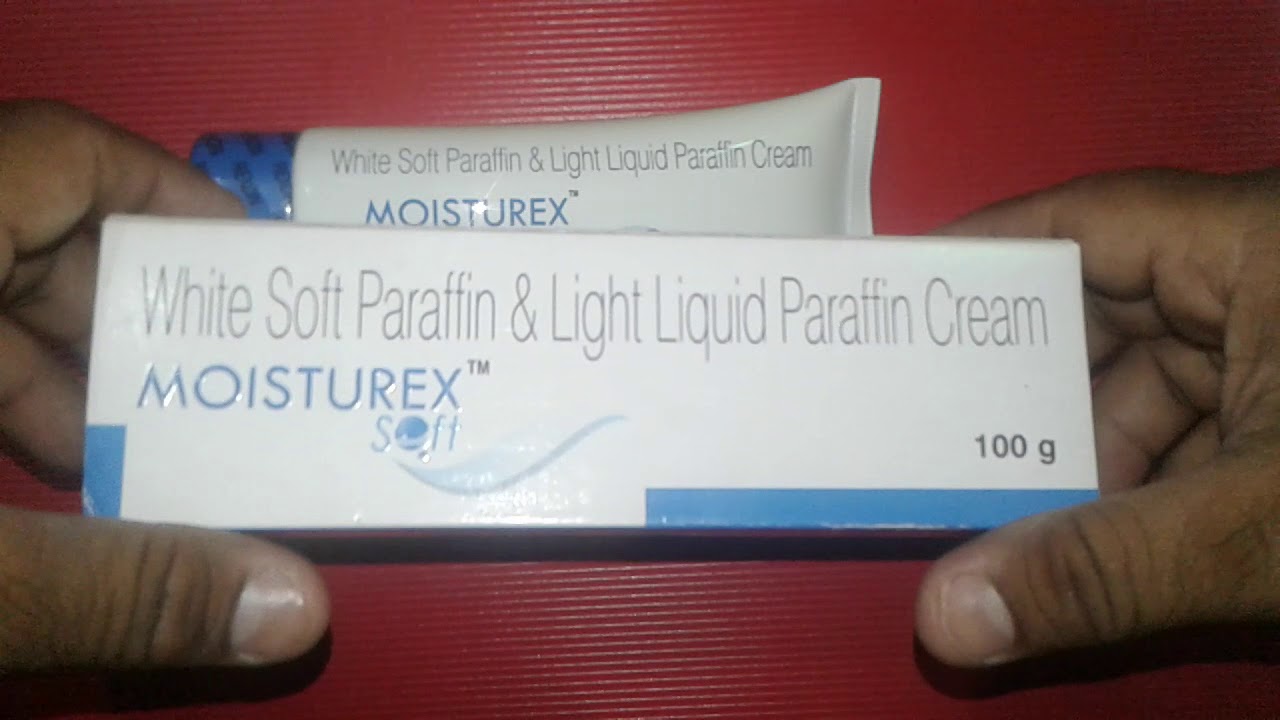 White Soft Paraffin & Light Liquid Paraffin Cream
MOISTUREX™
White Soft Paraffin & Light Liquid Paraffin Cream
MOISTUREX™
Soft
100 g